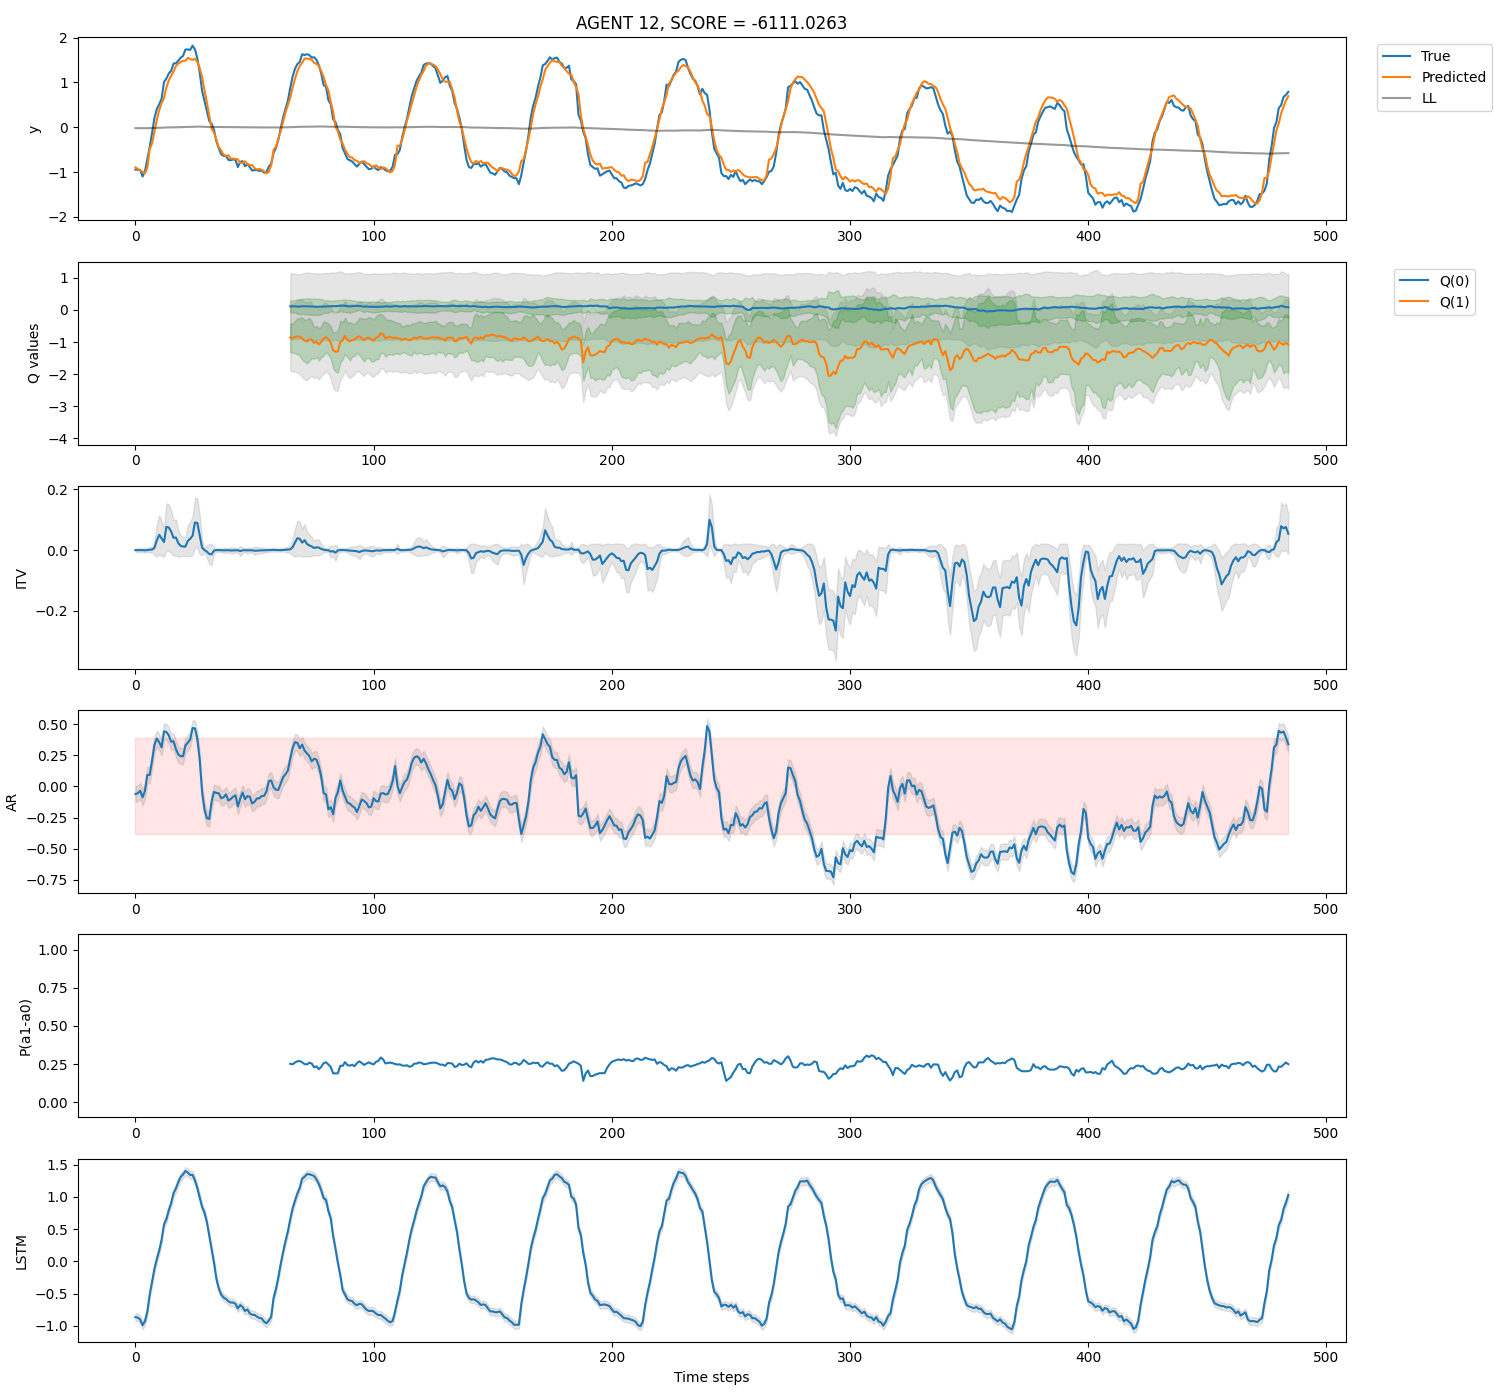 AGENT 12, SCORE = -6111.0263
y
2
1
0
−1
−2
0 100 200 300 400 500
True
Predicted
LL
Q values
1
0
−1
−2
−3
−4
0 100 200 300 400 500
Q(0)
Q(1)
ITV
0.2
0.0
−0.2
0 100 200 300 400 500
AR
0.50
0.25
0.00
−0.25
−0.50
−0.75
0 100 200 300 400 500
P(a1-a0)
1.00
0.75
0.50
0.25
0.00
0 100 200 300 400 500
LSTM
1.5
1.0
0.5
0.0
−0.5
−1.0
0 100 200 300 400 500
Time steps